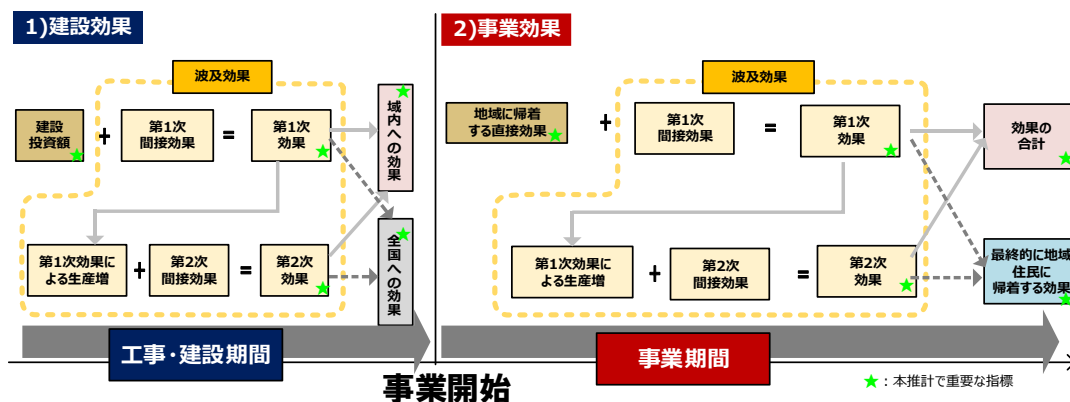 1)建設効果
波及効果
建設
投資額
+
第1次
間接効果
=
第1次
効果
域内への効果
第1次効果に
よる生産増
+
第2次
間接効果
=
第2次
効果
全国への効果
工事・建設期間
事業開始
2)事業効果
波及効果
地域に帰着
する直接効果
+
第1次
間接効果
=
第1次
効果
効果の
合計
第1次効果に
よる生産増
+
第2次
間接効果
=
第2次
効果
最終的に地域
住民に
帰着する効果
事業期間
★：本推計で重要な指標